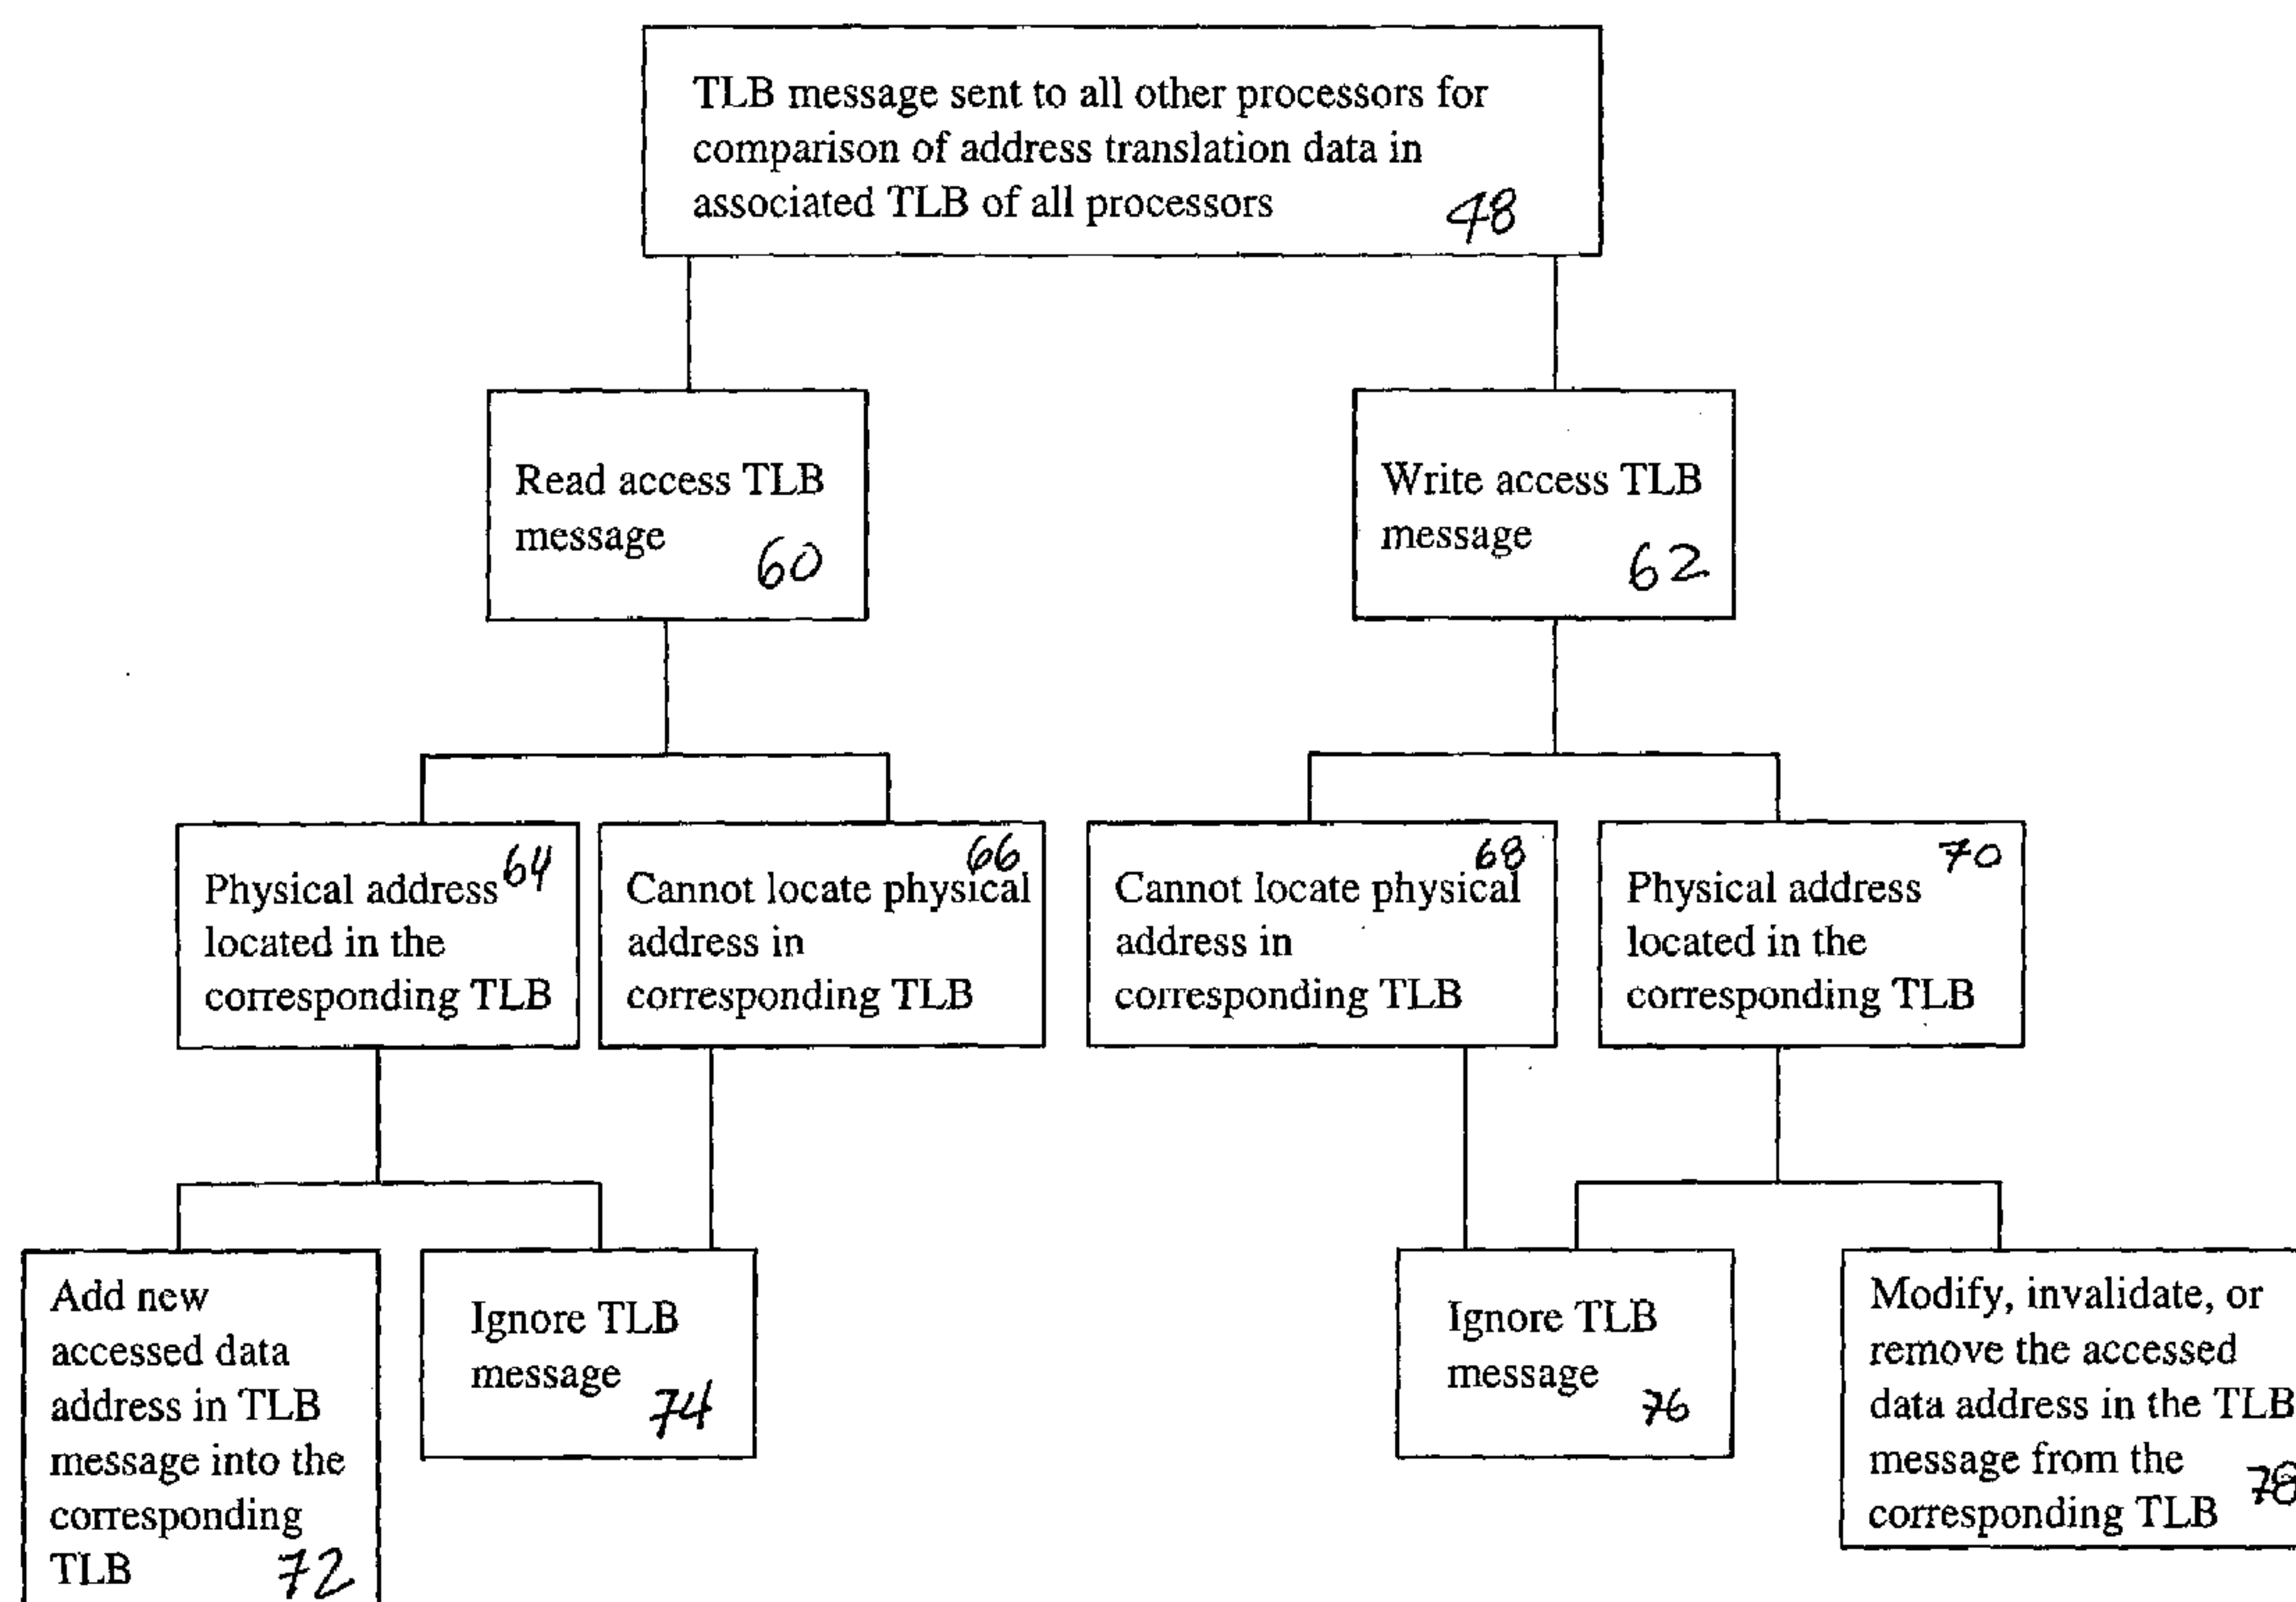 TLB message sent to all other processors for
comparison of address translation data in
associated TLB of all processors
48
Read access TLB
message
60
Write access TLB
message
62
Physical address
located in the
corresponding TLB
64
Cannot locate physical
address in
corresponding TLB
66
Cannot locate physical
address in
corresponding TLB
68
Physical address
located in the
corresponding TLB
70
Add new
accessed data
address in TLB
message into the
corresponding
TLB
72
Ignore TLB
message
74
Ignore TLB
message
76
Modify, invalidate, or
remove the accessed
data address in the TLB
message from the
corresponding TLB
78